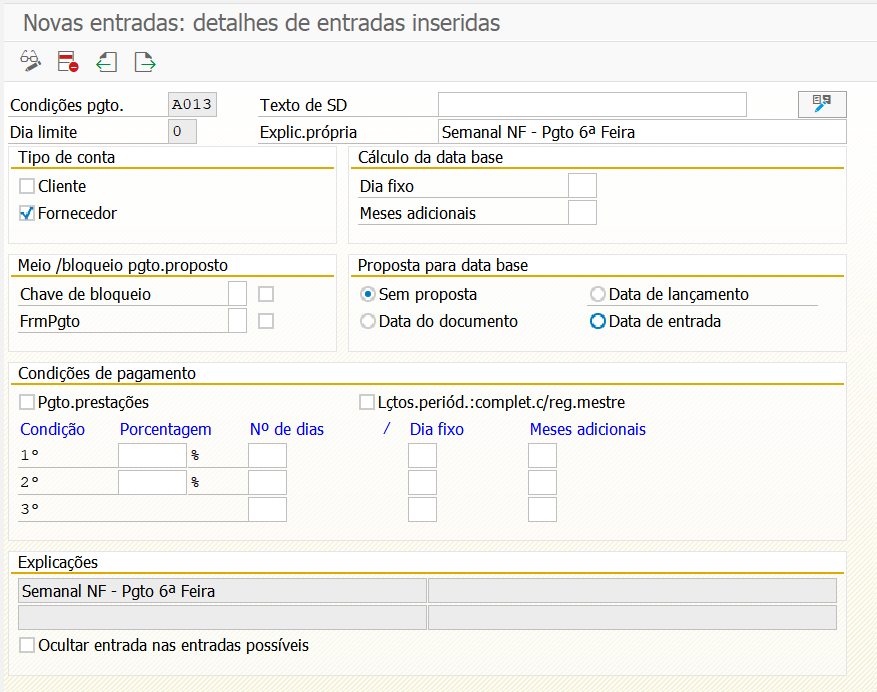 Novas entradas: detalhes de entradas inseridas
Condições pgto. A013 Texto de SD
Dia limite 0 Explic.própria Semanal NF - Pgto 6ª Feira
Tipo de conta Cálculo da data base
Cliente Dia fixo
Fornecedor Meses adicionais
Meio /bloqueio pgto.proposto Proposta para data base
Chave de bloqueio Sem proposta Data de lançamento
FrmPgto Data do documento Data de entrada
Condições de pagamento
Pgto.prestações Lçtos.periód.:complet.c/reg.mestre
Condição Porcentagem Nº de dias / Dia fixo Meses adicionais
1º %
2º %
3º
Explicações
Semanal NF - Pgto 6ª Feira
Ocultar entrada nas entradas possíveis